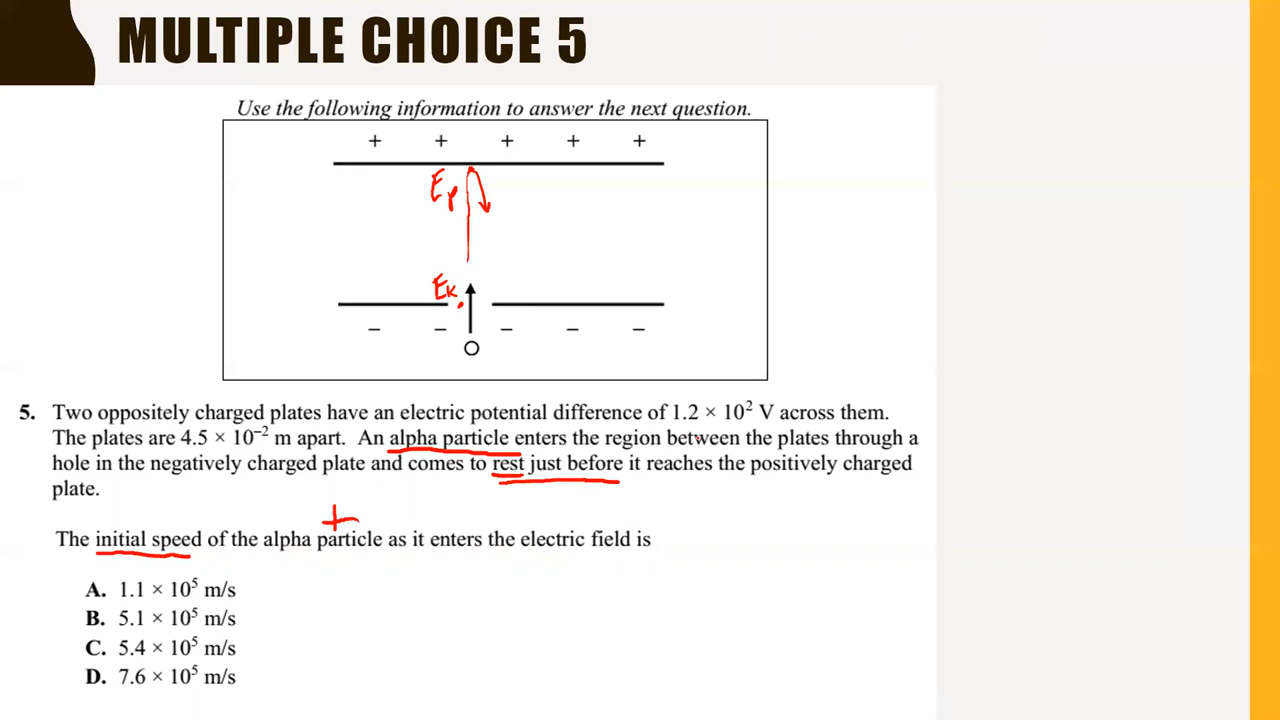 MULTIPLE CHOICE 5
Use the following information to answer the next question.
+ + + + +
Ep
Ek
− − − − −
5. Two oppositely charged plates have an electric potential difference of 1.2 × 10² V across them.
The plates are 4.5 × 10⁻² m apart. An alpha particle enters the region between the plates through a
hole in the negatively charged plate and comes to rest just before it reaches the positively charged
plate.
+
The initial speed of the alpha particle as it enters the electric field is
A. 1.1 × 10⁵ m/s
B. 5.1 × 10⁵ m/s
C. 5.4 × 10⁵ m/s
D. 7.6 × 10⁵ m/s